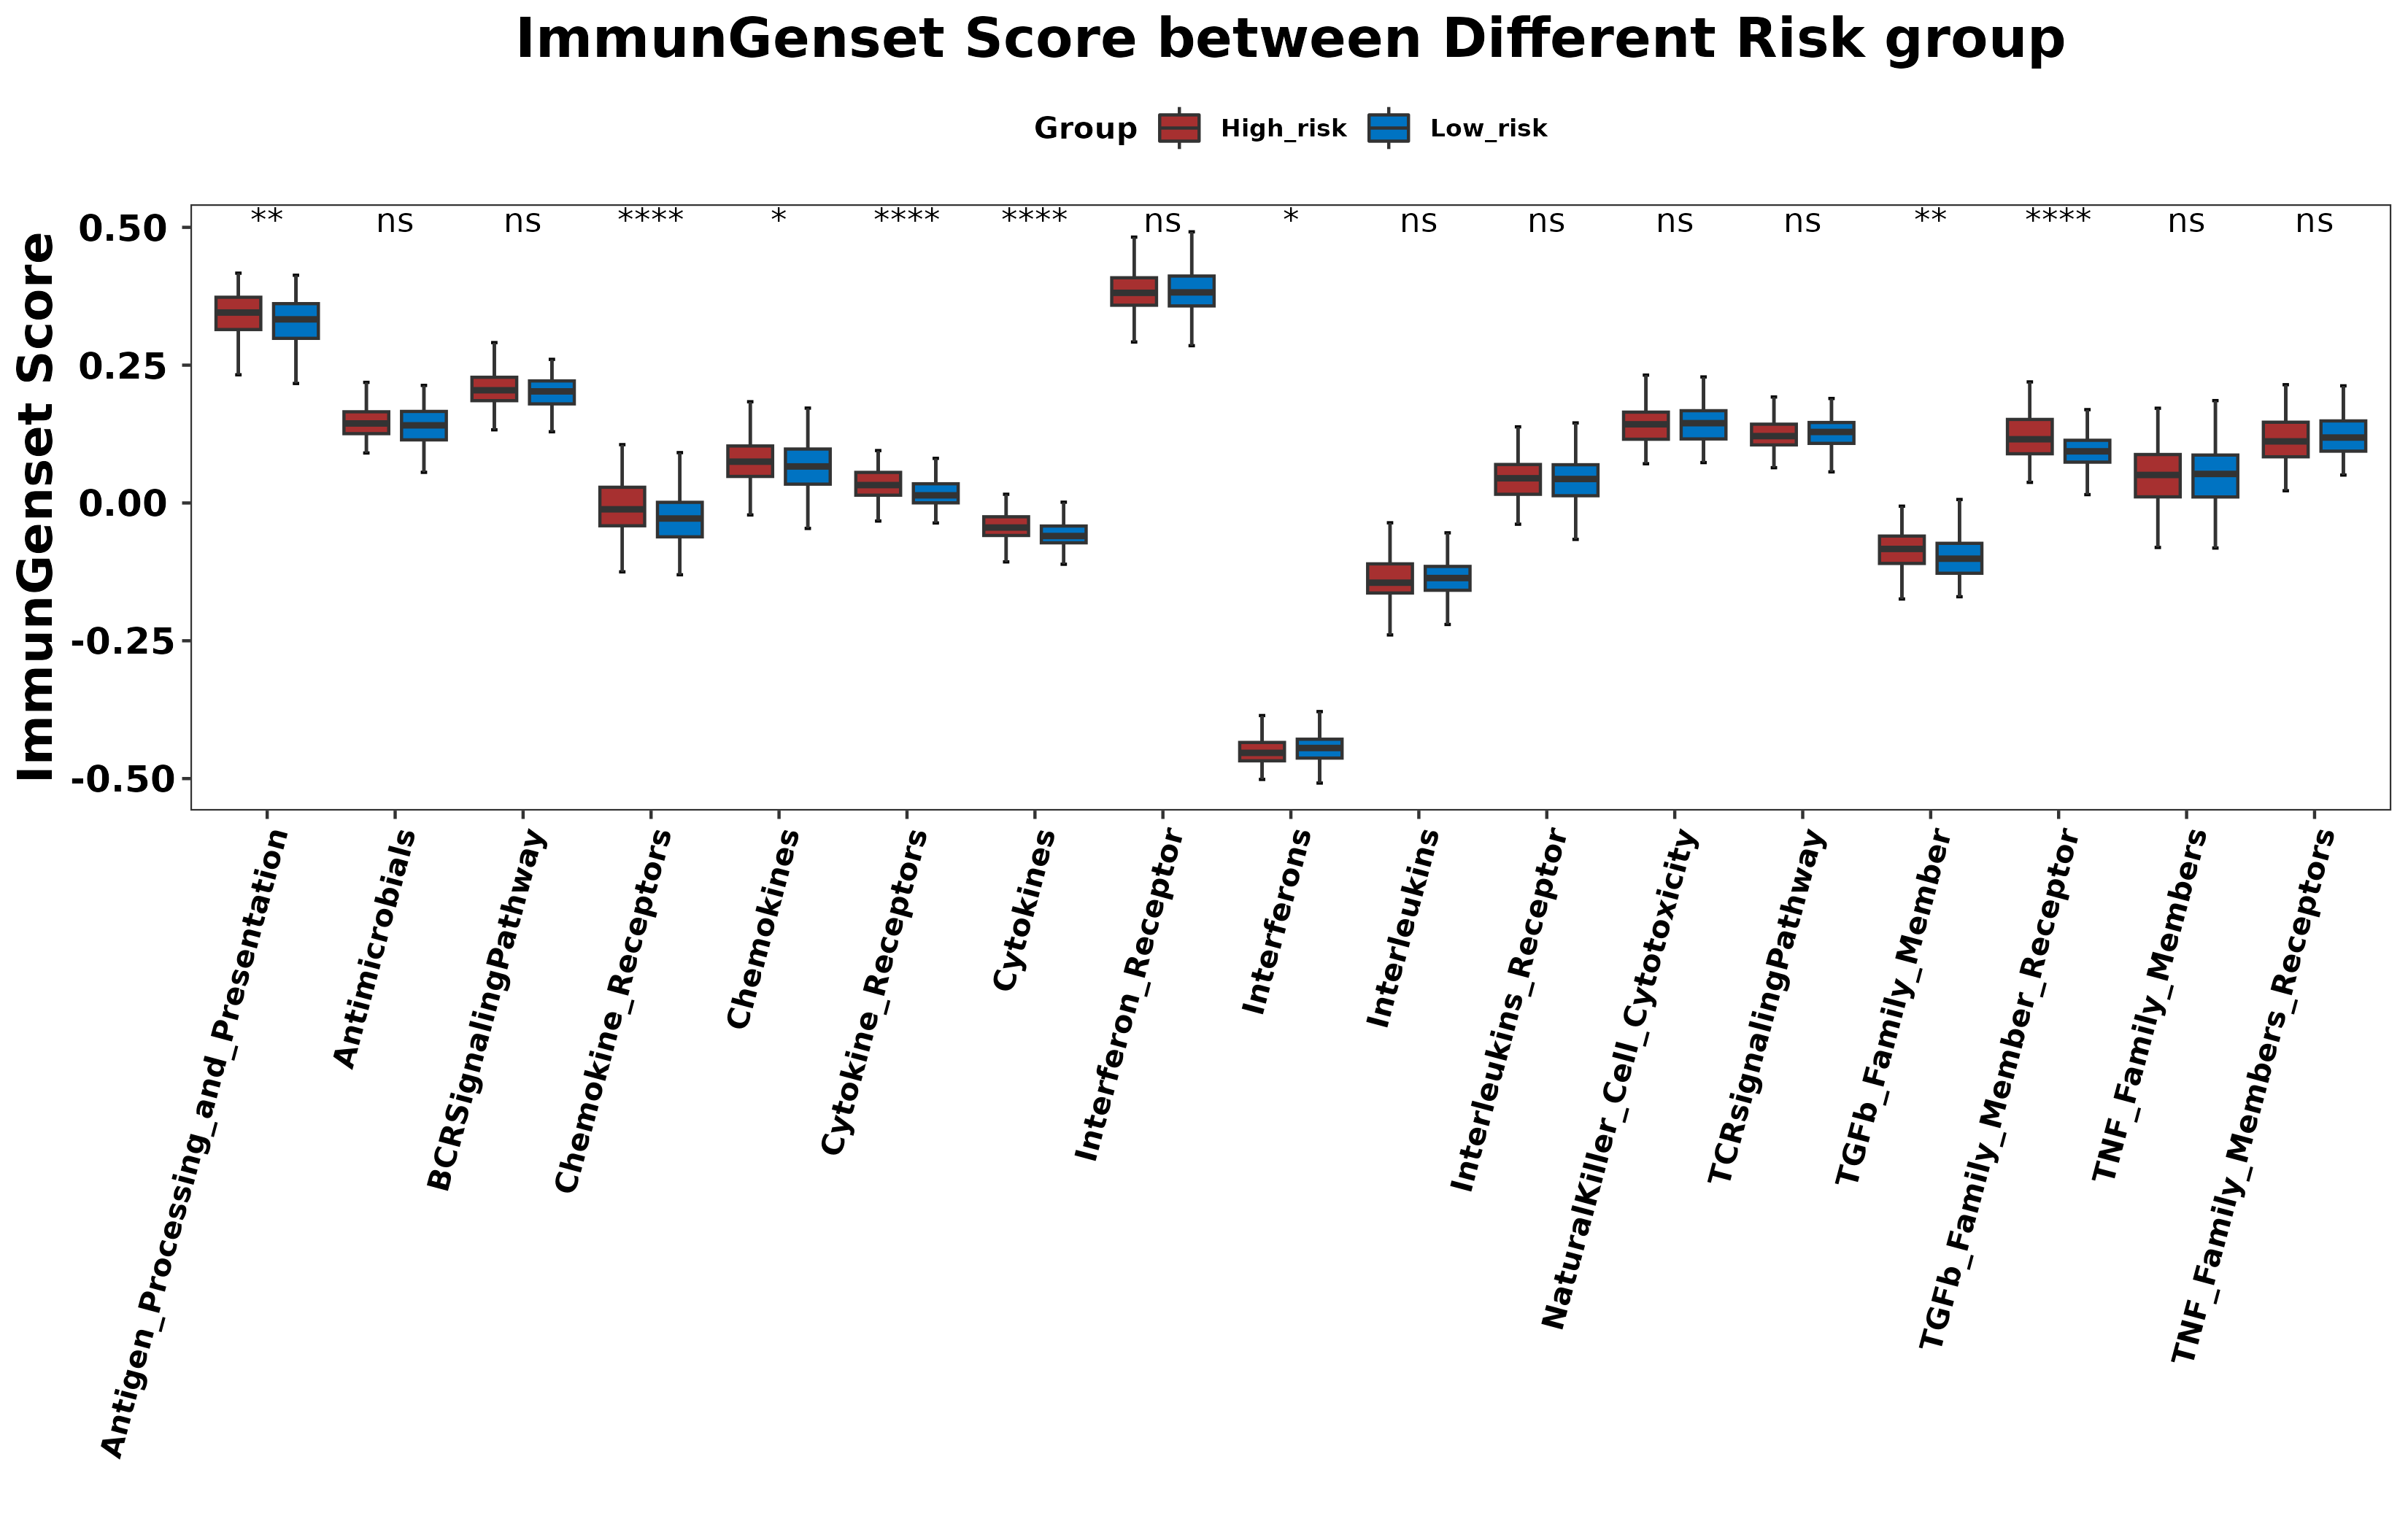 ImmunGenset Score between Different Risk group
Group High_risk Low_risk
** ns ns **** * **** **** ns * ns ns ns ns ** **** ns ns
ImmunGenset Score
0.50
0.25
0.00
-0.25
-0.50
Antigen_Processing_and_Presentation
Antimicrobials
BCRSignalingPathway
Chemokine_Receptors
Chemokines
Cytokine_Receptors
Cytokines
Interferon_Receptor
Interferons
Interleukins
Interleukins_Receptor
NaturalKiller_Cell_Cytotoxicity
TCRsignalingPathway
TGFb_Family_Member
TGFb_Family_Member_Receptor
TNF_Family_Members
TNF_Family_Members_Receptors